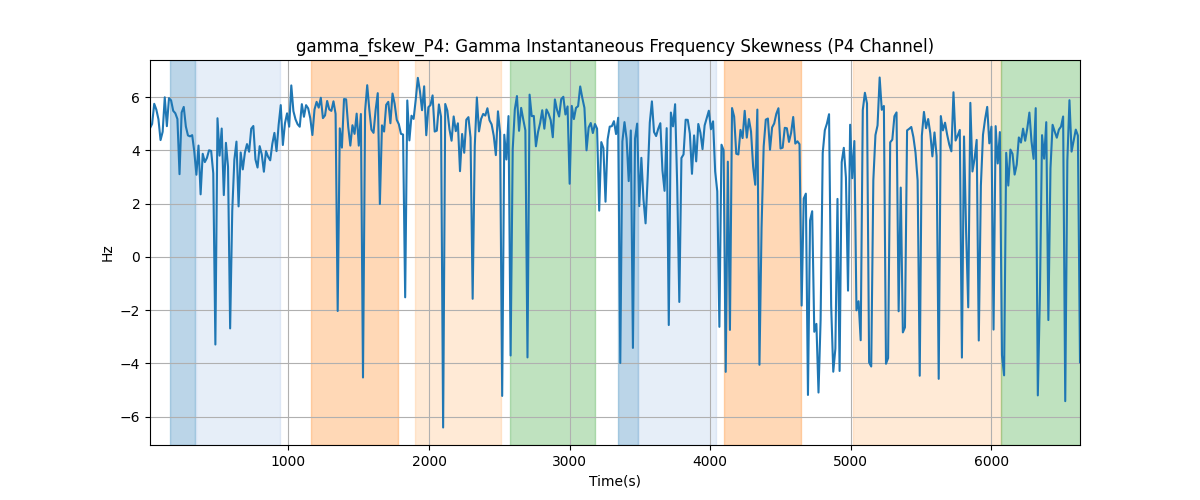 gamma_fskew_P4: Gamma Instantaneous Frequency Skewness (P4 Channel)
Hz
6
4
2
0
−2
−4
−6
1000 2000 3000 4000 5000 6000
Time(s)